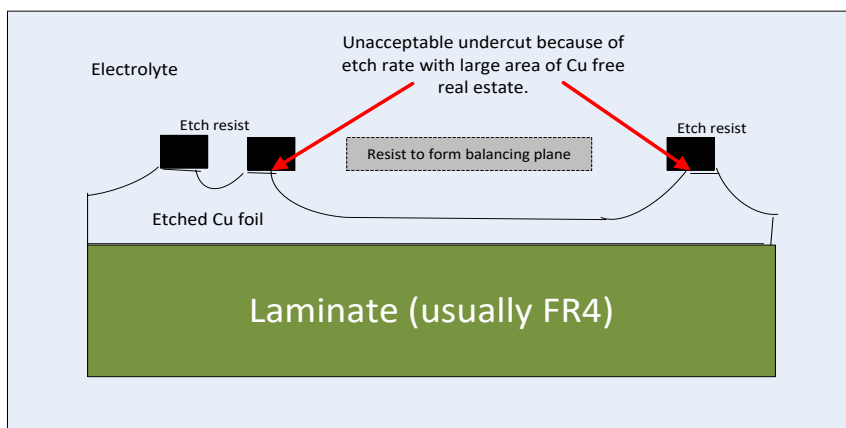 Unacceptable undercut because of
etch rate with large area of Cu free
real estate.
Electrolyte
Etch resist
Etch resist
Resist to form balancing plane
Etched Cu foil
Laminate (usually FR4)